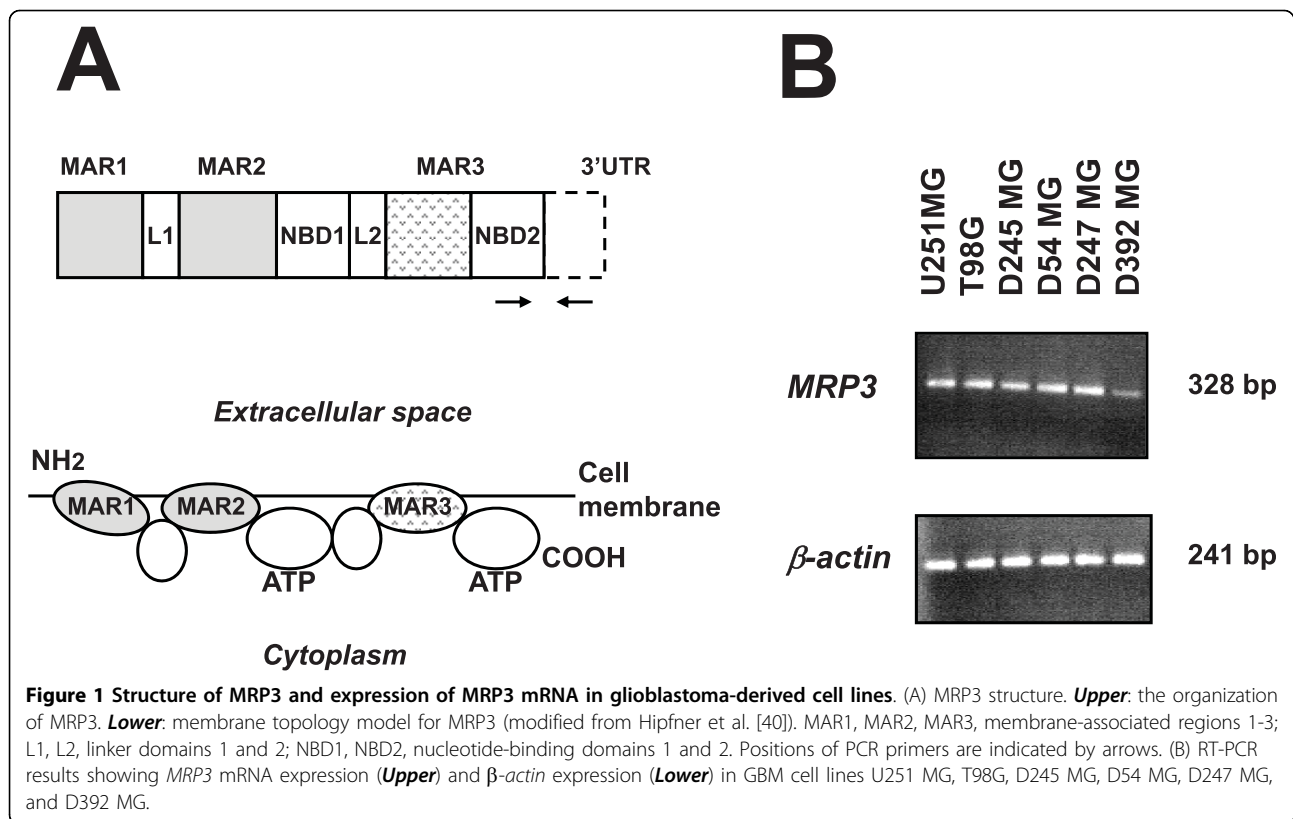 A
MAR1 MAR2 MAR3 3'UTR
L1 NBD1 L2 NBD2
Extracellular space
NH2
Cell
membrane
MAR1 MAR2 MAR3
COOH
ATP ATP
Cytoplasm
B
U251MG
T98G
D245 MG
D54 MG
D247 MG
D392 MG
MRP3 328 bp
β-actin 241 bp
Figure 1 Structure of MRP3 and expression of MRP3 mRNA in glioblastoma-derived cell lines. (A) MRP3 structure. Upper: the organization
of MRP3. Lower: membrane topology model for MRP3 (modified from Hipfner et al. [40]). MAR1, MAR2, MAR3, membrane-associated regions 1-3;
L1, L2, linker domains 1 and 2; NBD1, NBD2, nucleotide-binding domains 1 and 2. Positions of PCR primers are indicated by arrows. (B) RT-PCR
results showing MRP3 mRNA expression (Upper) and β-actin expression (Lower) in GBM cell lines U251 MG, T98G, D245 MG, D54 MG, D247 MG,
and D392 MG.